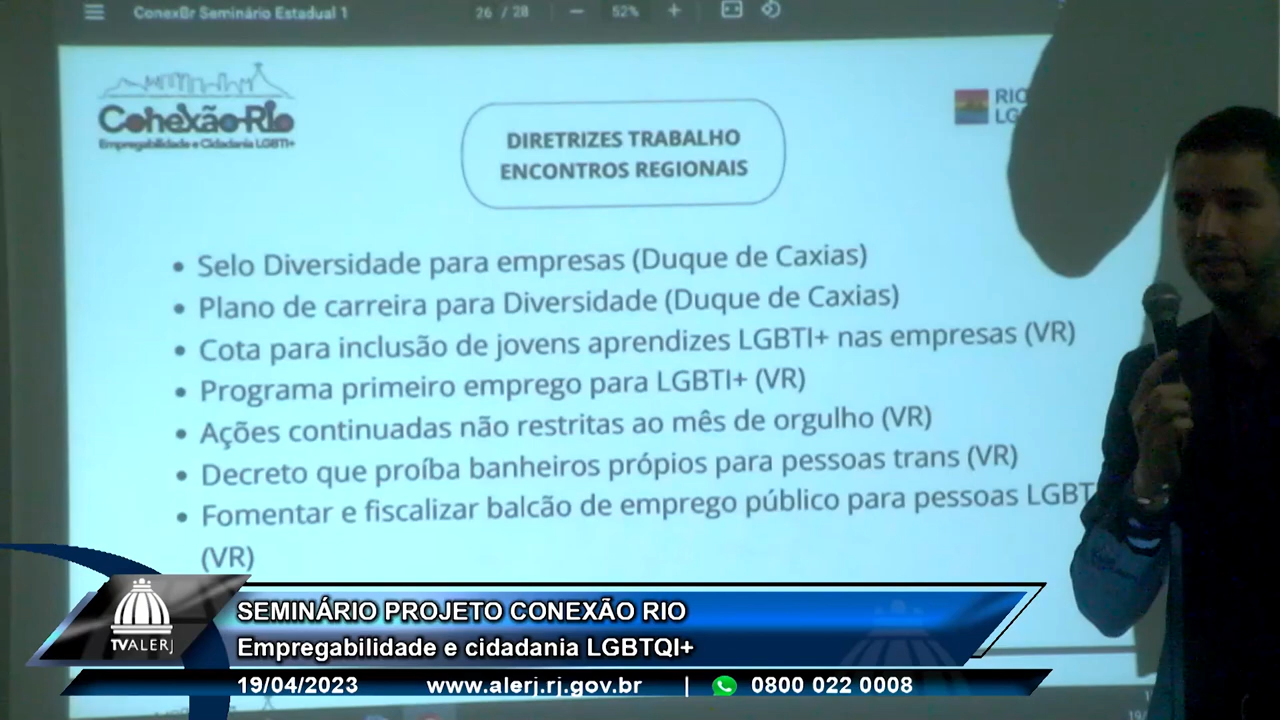 ConexBr Seminário Estadual 1
26 / 28
52%
Conexão Rio
Empregabilidade e Cidadania LGBTI+
RIO
DIRETRIZES TRABALHO
ENCONTROS REGIONAIS
• Selo Diversidade para empresas (Duque de Caxias)
• Plano de carreira para Diversidade (Duque de Caxias)
• Cota para inclusão de jovens aprendizes LGBTI+ nas empresas (VR)
• Programa primeiro emprego para LGBTI+ (VR)
• Ações continuadas não restritas ao mês de orgulho (VR)
• Decreto que proíba banheiros própios para pessoas trans (VR)
• Fomentar e fiscalizar balcão de emprego público para pessoas LGBT
(VR)
TVALERJ
SEMINÁRIO PROJETO CONEXÃO RIO
Empregabilidade e cidadania LGBTQI+
19/04/2023 www.alerj.rj.gov.br | 0800 022 0008